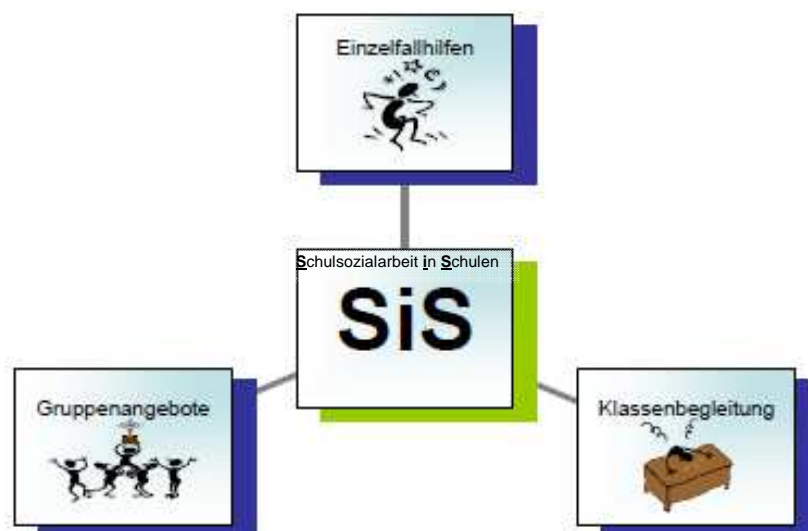 Einzelfallhilfen
Schulsozialarbeit in Schulen
SiS
Gruppenangebote
Klassenbegleitung